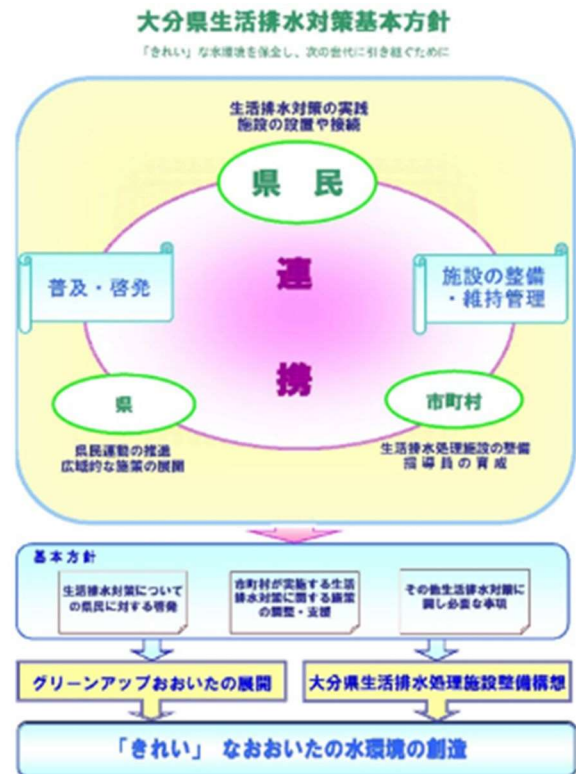 大分県生活排水対策基本方針
「きれい」な水環境を保全し、次の世代に引き継ぐために
生活排水対策の実践
施設の設置や接続
県 民
連
携
普及・啓発
施設の整備
・維持管理
県
県民運動の推進
広域的な施策の展開
市町村
生活排水処理施設の整備
指導員の育成
基本方針
生活排水対策について
の県民に対する啓発
市町村が実施する生活
排水対策に関する施策
の調整・支援
その他生活排水対策に
関し必要な事項
グリーンアップおおいたの展開
大分県生活排水処理施設整備構想
「きれい」 なおおいたの水環境の創造